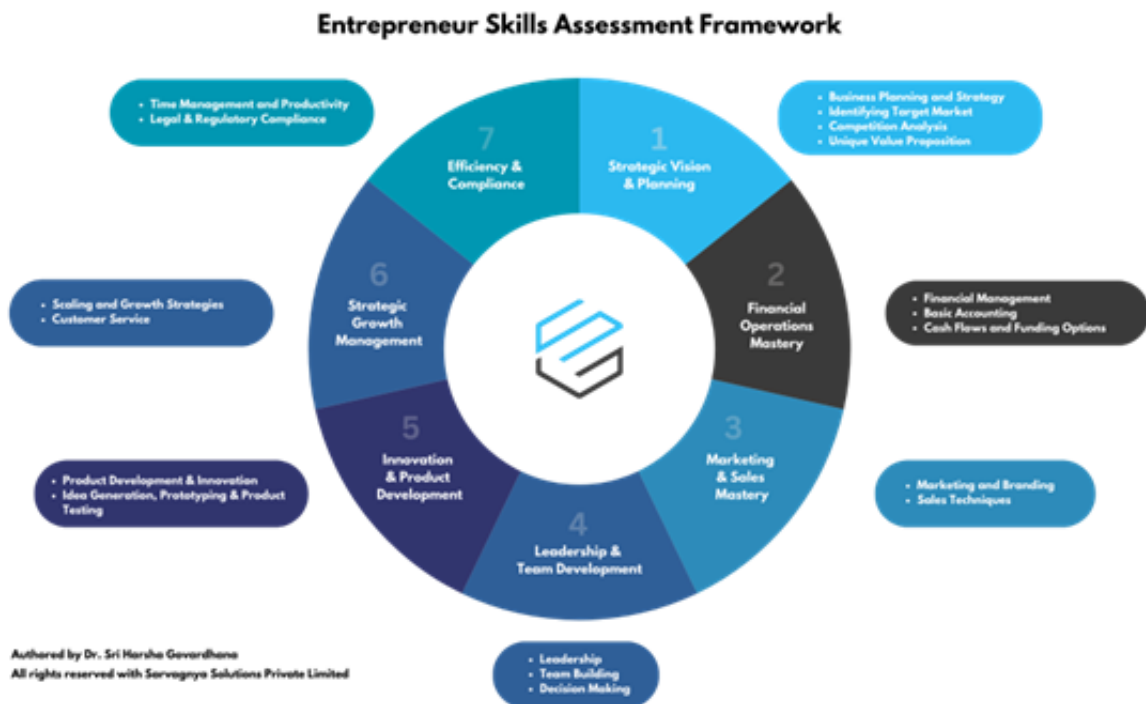 Entrepreneur Skills Assessment Framework
• Time Management and Productivity
• Legal & Regulatory Compliance
• Business Planning and Strategy
• Identifying Target Market
• Competition Analysis
• Unique Value Proposition
7
Efficiency &
Compliance
1
Strategic Vision
& Planning
6
Strategic
Growth
Management
2
Financial
Operations
Mastery
• Scaling and Growth Strategies
• Customer Service
• Financial Management
• Basic Accounting
• Cash Flows and Funding Options
5
Innovation
& Product
Development
3
Marketing
& Sales
Mastery
• Product Development & Innovation
• Idea Generation, Prototyping & Product
Testing
• Marketing and Branding
• Sales Techniques
4
Leadership &
Team Development
• Leadership
• Team Building
• Decision Making
Authored by Dr. Sri Harsha Govardhana
All rights reserved with Sarvagnya Solutions Private Limited